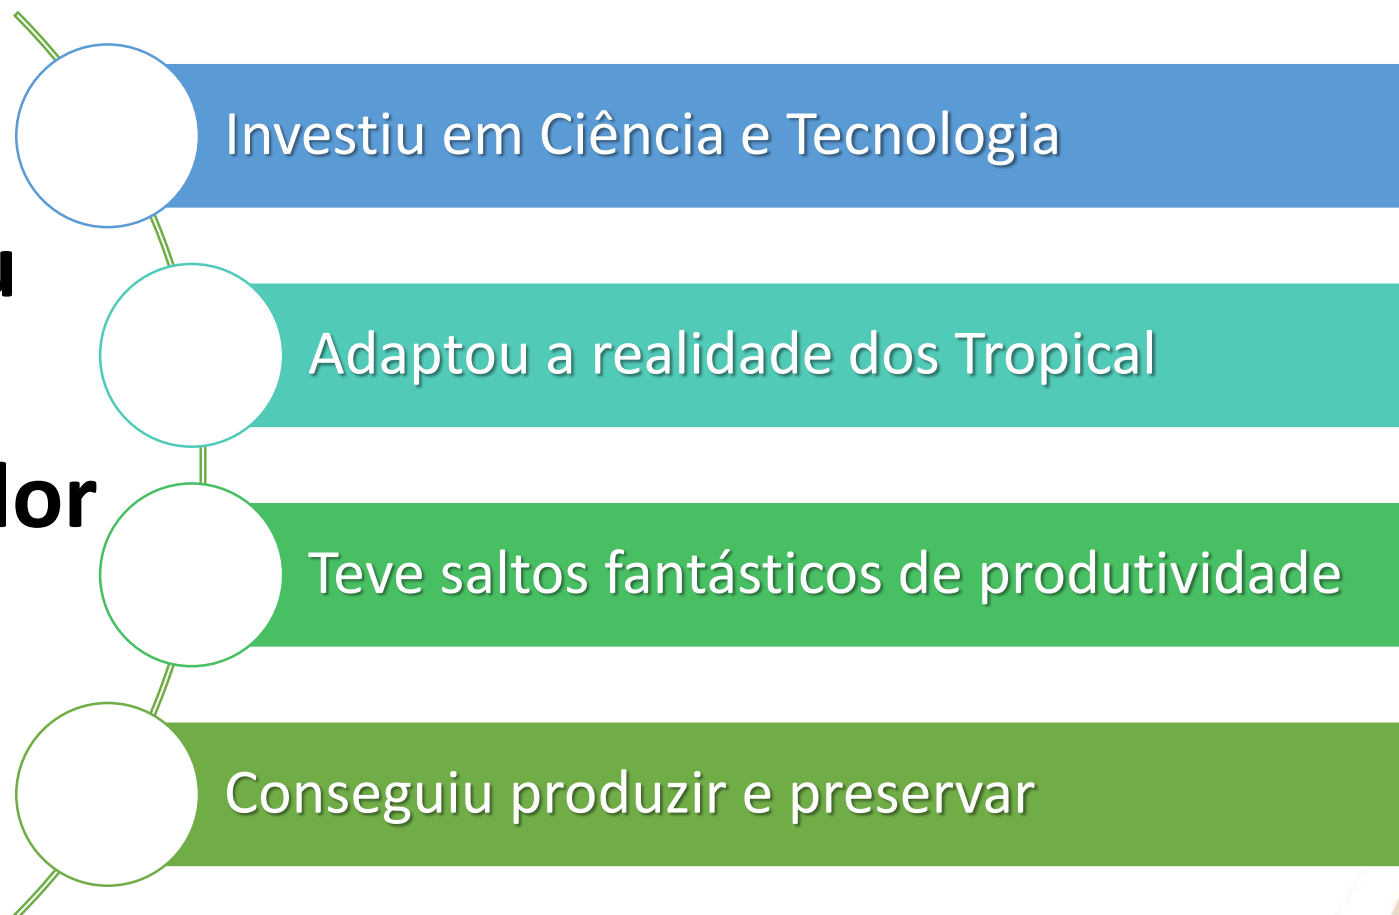 Investiu em Ciência e Tecnologia
Adaptou a realidade dos Tropical
Teve saltos fantásticos de produtividade
Conseguiu produzir e preservar